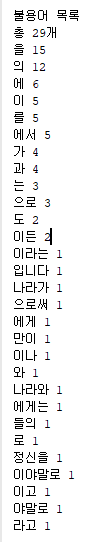 불용어 목록
총 29개
을 15
의 12
에 6
이 5
를 5
에서 5
가 4
과 4
는 3
으로 3
도 2
이든 2
이라는 1
입니다 1
나라가 1
으로써 1
에게 1
만이 1
이나 1
와 1
나라와 1
에게는 1
들의 1
로 1
정신을 1
이야말로 1
이고 1
야말로 1
라고 1